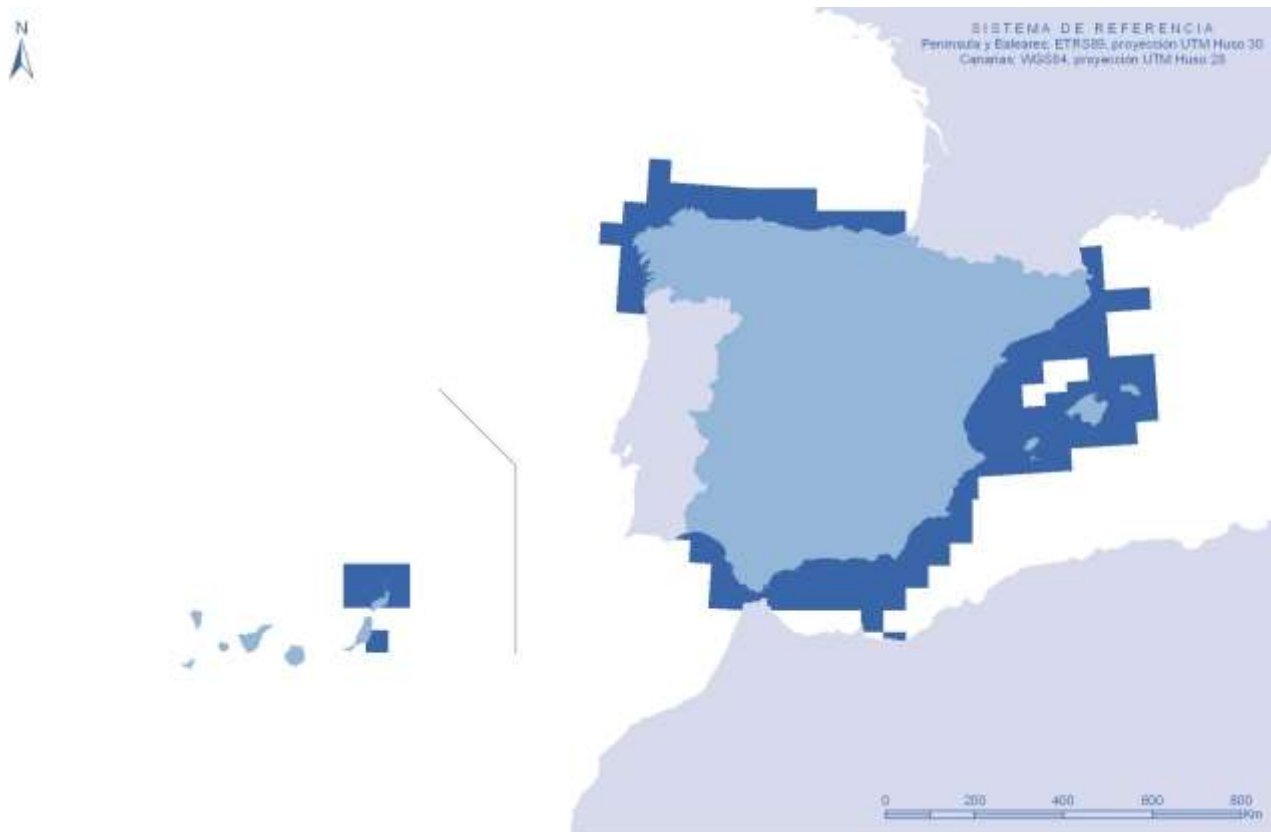 N
SISTEMA DE REFERENCIA
Península y Baleares: ETRS89, proyección UTM Huso 30
Canarias: WGS84, proyección UTM Huso 28
0 200 400 600 800
Km